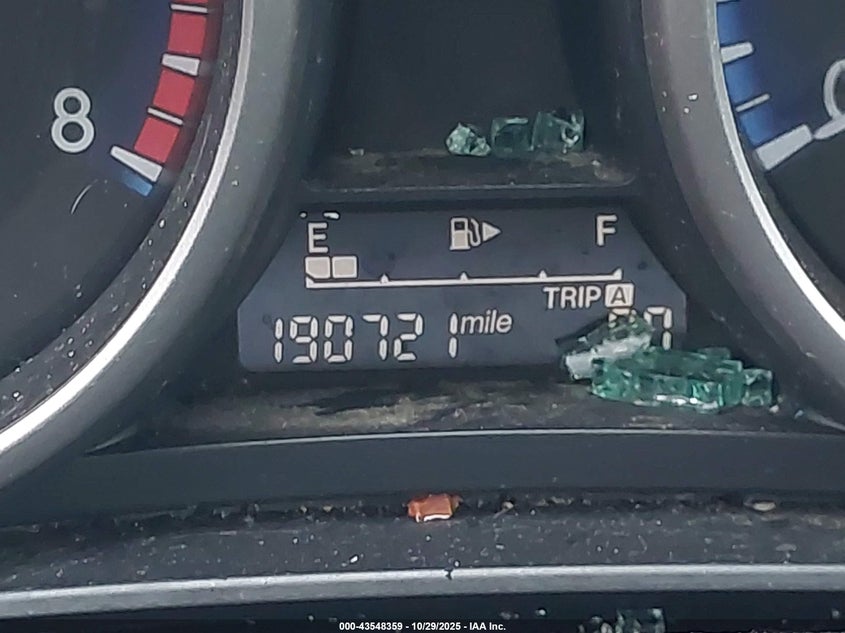 8
E F
TRIP A
190721 mile
000-43548359 - 10/29/2025 - IAA Inc.